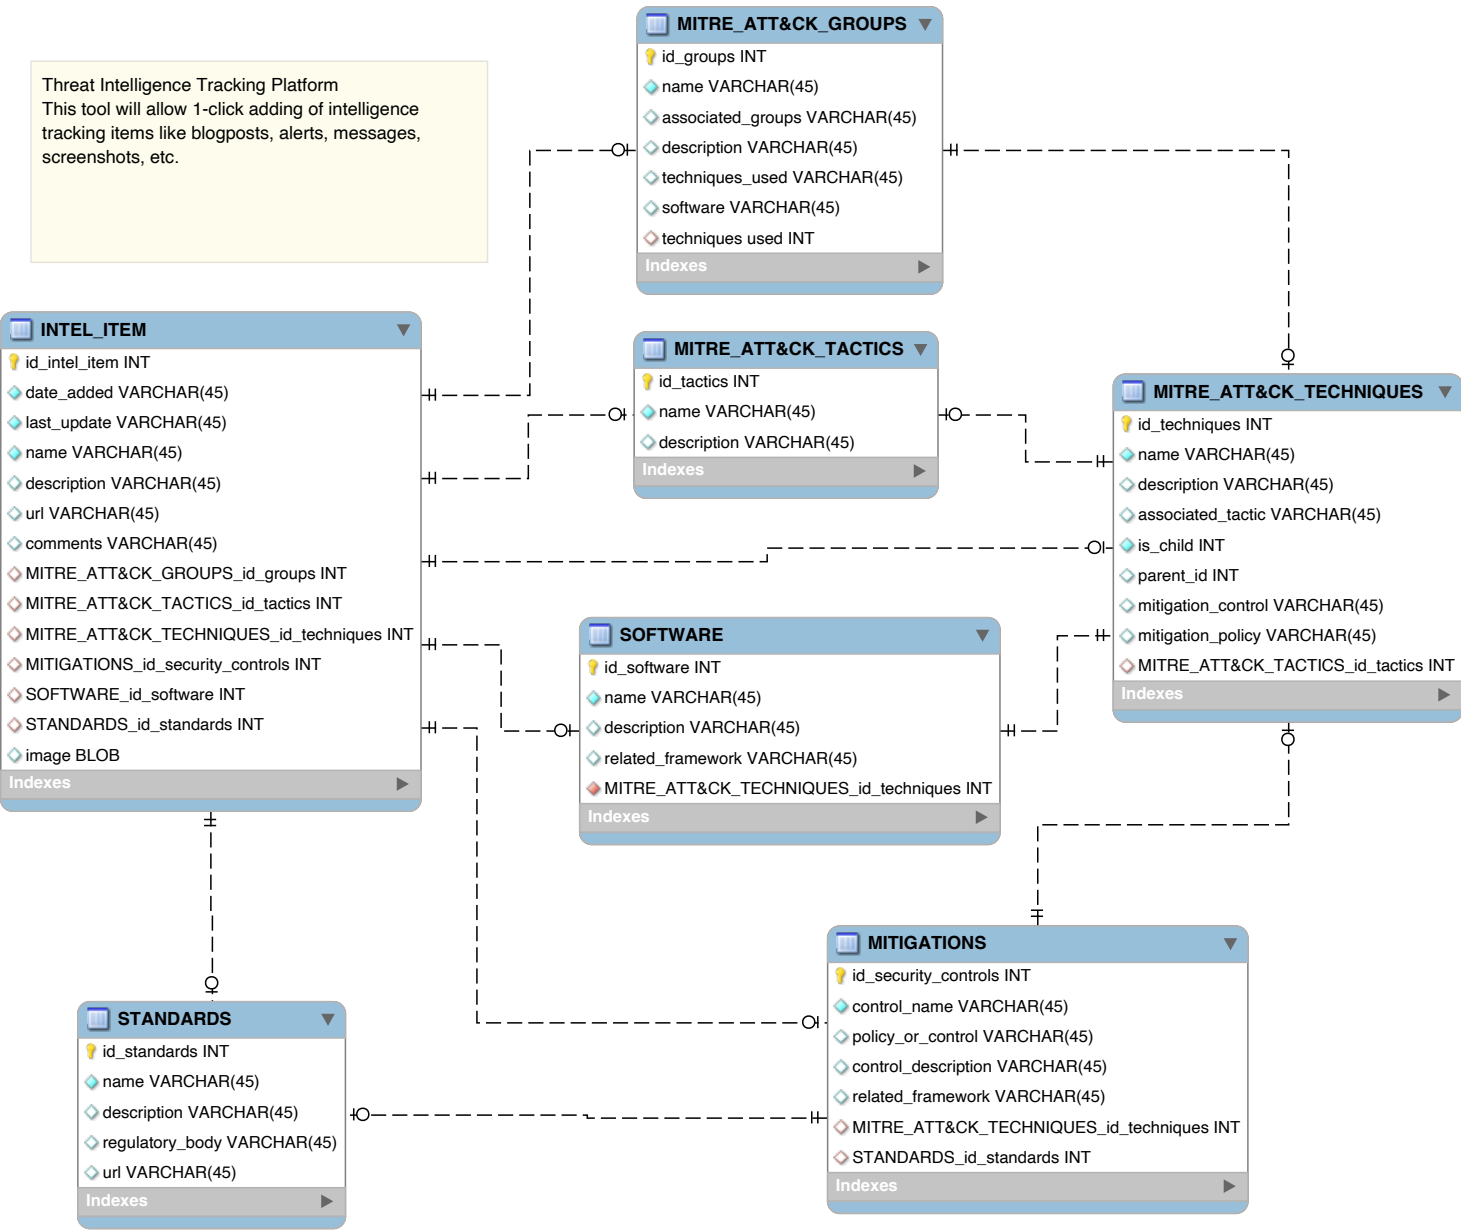 Threat Intelligence Tracking Platform
This tool will allow 1-click adding of intelligence
tracking items like blogposts, alerts, messages,
screenshots, etc.
MITRE_ATT&CK_GROUPS
id_groups INT
name VARCHAR(45)
associated_groups VARCHAR(45)
description VARCHAR(45)
techniques_used VARCHAR(45)
software VARCHAR(45)
techniques used INT
Indexes
INTEL_ITEM
id_intel_item INT
date_added VARCHAR(45)
last_update VARCHAR(45)
name VARCHAR(45)
description VARCHAR(45)
url VARCHAR(45)
comments VARCHAR(45)
MITRE_ATT&CK_GROUPS_id_groups INT
MITRE_ATT&CK_TACTICS_id_tactics INT
MITRE_ATT&CK_TECHNIQUES_id_techniques INT
MITIGATIONS_id_security_controls INT
SOFTWARE_id_software INT
STANDARDS_id_standards INT
image BLOB
Indexes
MITRE_ATT&CK_TACTICS
id_tactics INT
name VARCHAR(45)
description VARCHAR(45)
Indexes
MITRE_ATT&CK_TECHNIQUES
id_techniques INT
name VARCHAR(45)
description VARCHAR(45)
associated_tactic VARCHAR(45)
is_child INT
parent_id INT
mitigation_control VARCHAR(45)
mitigation_policy VARCHAR(45)
MITRE_ATT&CK_TACTICS_id_tactics INT
Indexes
SOFTWARE
id_software INT
name VARCHAR(45)
description VARCHAR(45)
related_framework VARCHAR(45)
MITRE_ATT&CK_TECHNIQUES_id_techniques INT
Indexes
MITIGATIONS
id_security_controls INT
control_name VARCHAR(45)
policy_or_control VARCHAR(45)
control_description VARCHAR(45)
related_framework VARCHAR(45)
MITRE_ATT&CK_TECHNIQUES_id_techniques INT
STANDARDS_id_standards INT
Indexes
STANDARDS
id_standards INT
name VARCHAR(45)
description VARCHAR(45)
regulatory_body VARCHAR(45)
url VARCHAR(45)
Indexes